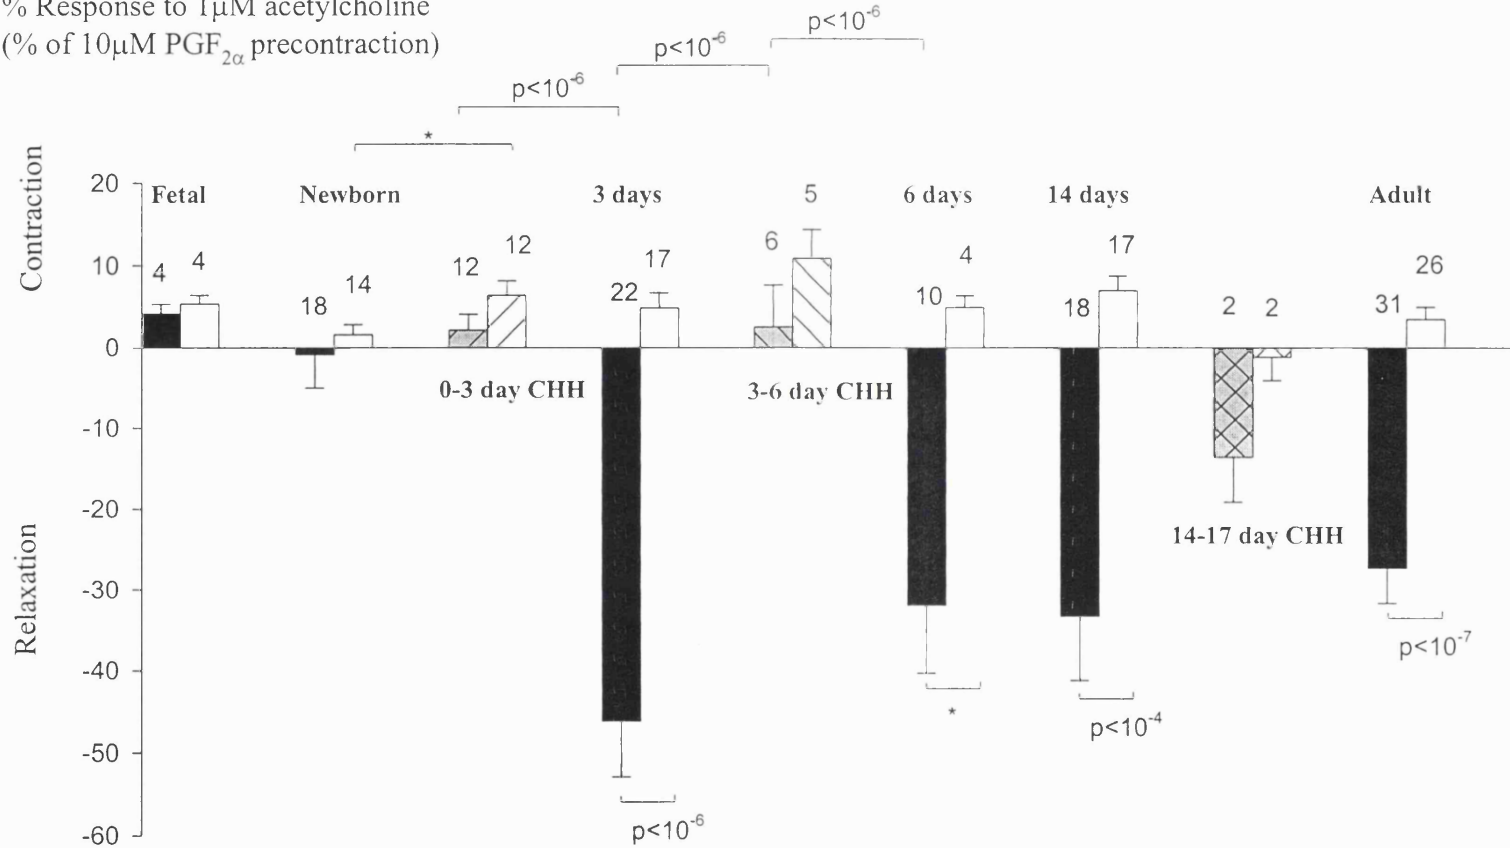 % Response to 1μM acetylcholine
(% of 10μM PGF2α precontraction)
p<10-6
p<10-6
p<10-6
*
Contraction
Relaxation
20
10
0
-10
-20
-30
-40
-50
-60
Fetal
Newborn
3 days
6 days
14 days
Adult
4
4
18
14
12
12
22
17
6
5
10
4
18
17
2
2
31
26
0-3 day CHH
3-6 day CHH
14-17 day CHH
p<10-6
*
p<10-4
p<10-7